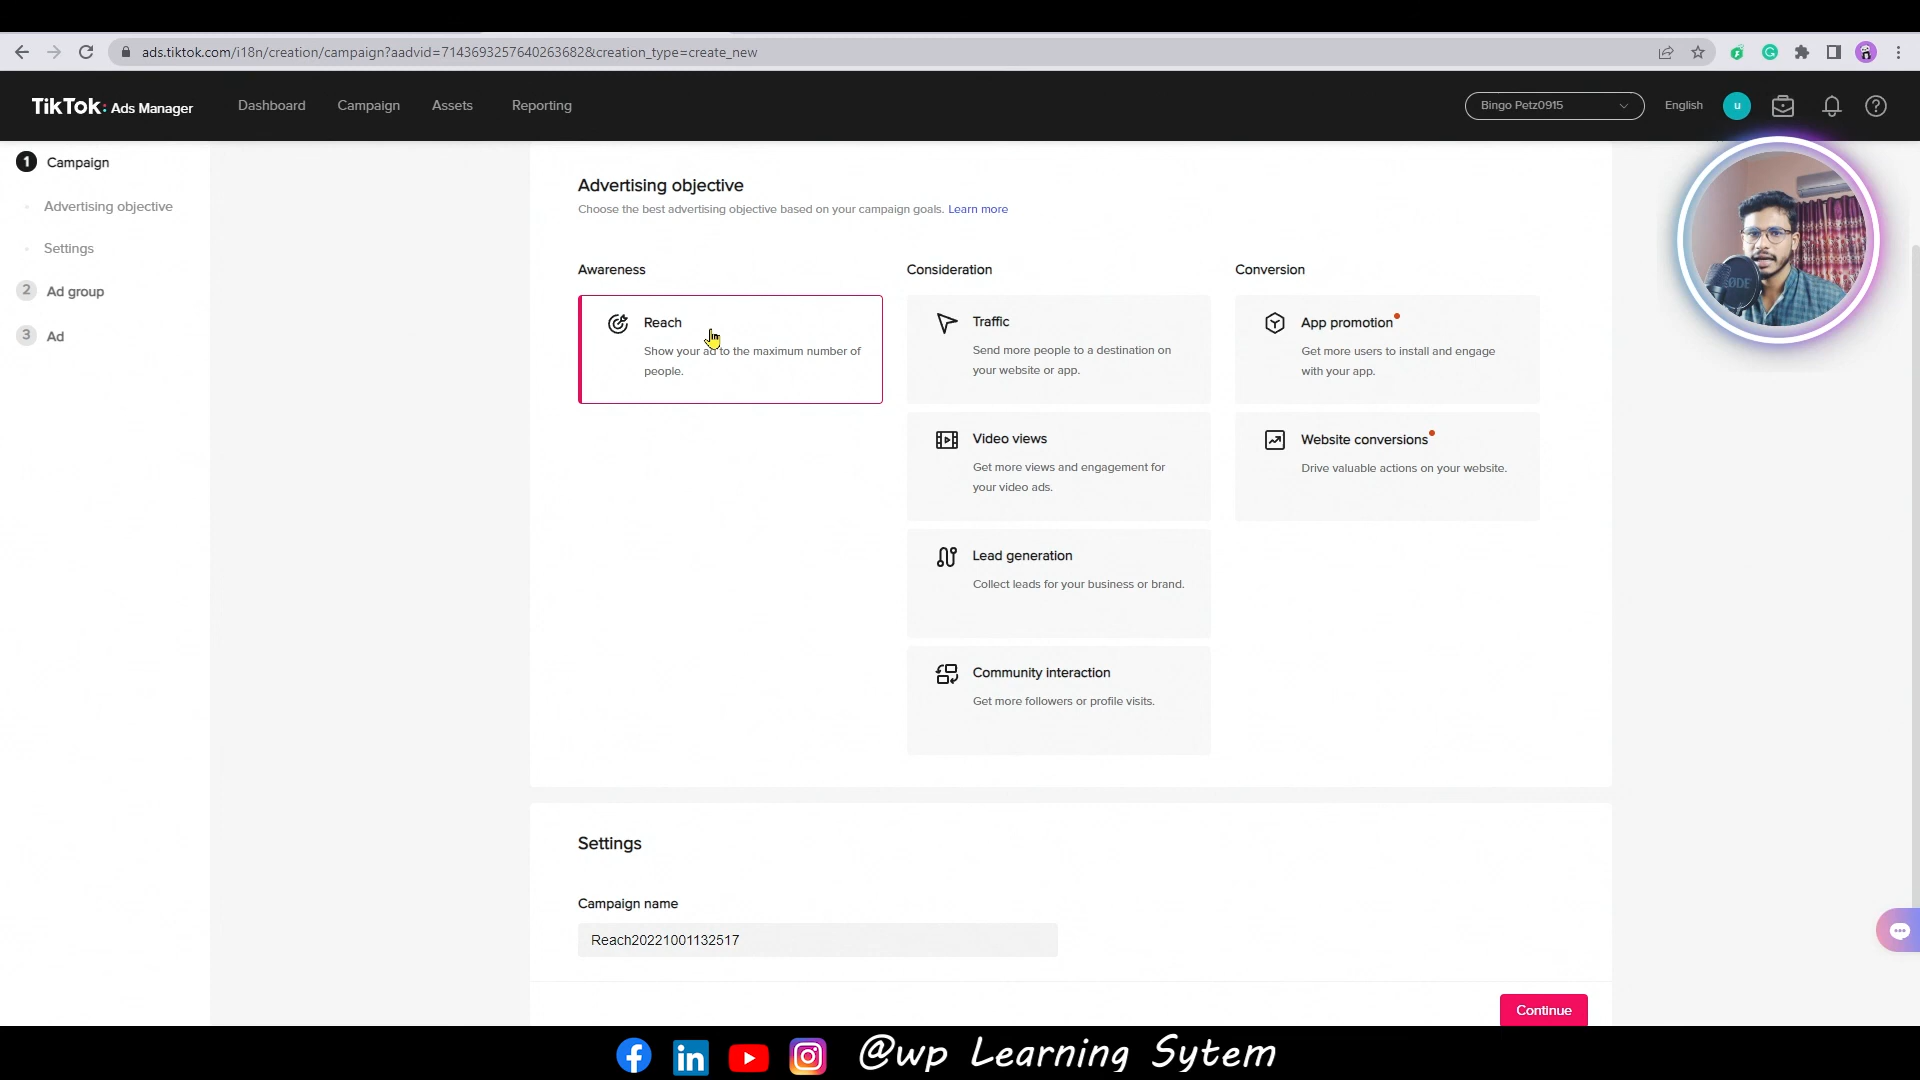 ads.tiktok.com/i18n/creation/campaign?aadvid=7143693257640263682&creation_type=create_new
TikTok: Ads Manager
Dashboard
Campaign
Assets
Reporting
Bingo Petz0915
English
u
1 Campaign
Advertising objective
Settings
2 Ad group
3 Ad
Advertising objective
Choose the best advertising objective based on your campaign goals. Learn more
Awareness
Reach
Show your ad to the maximum number of
people.
Consideration
Traffic
Send more people to a destination on
your website or app.
Video views
Get more views and engagement for
your video ads.
Lead generation
Collect leads for your business or brand.
Community interaction
Get more followers or profile visits.
Conversion
App promotion
Get more users to install and engage
with your app.
Website conversions
Drive valuable actions on your website.
Settings
Campaign name
Reach20221001132517
Continue
@wp Learning Sytem